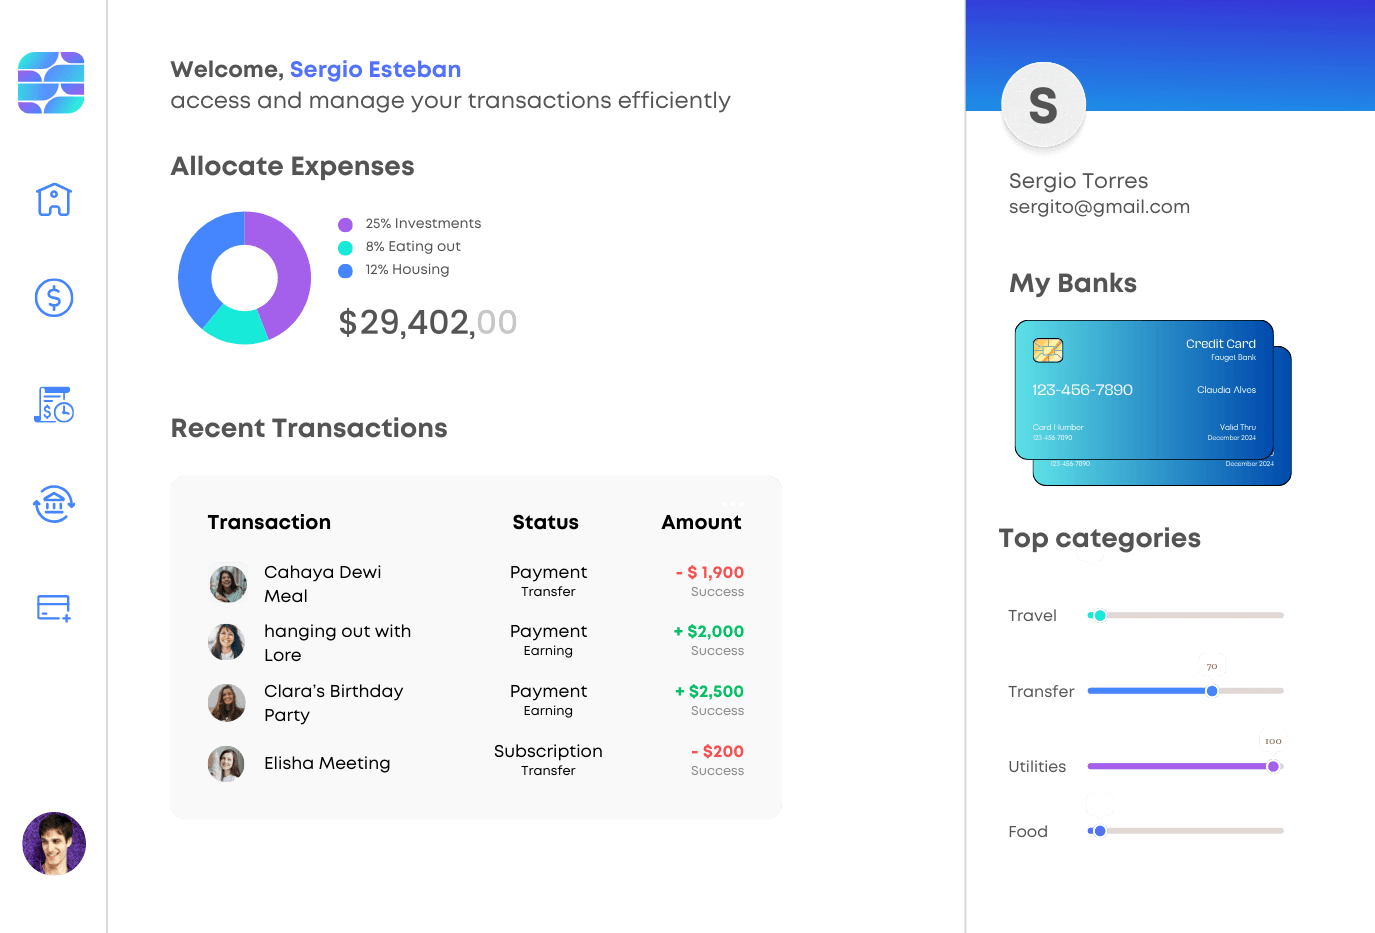 Welcome, Sergio Esteban
access and manage your transactions efficiently
Allocate Expenses
25% Investments
8% Eating out
12% Housing
$29,402,00
Recent Transactions
Transaction Status Amount
Cahaya Dewi
Meal
Payment
Transfer
- $ 1,900
Success
hanging out with
Lore
Payment
Earning
+ $2,000
Success
Clara’s Birthday
Party
Payment
Earning
+ $2,500
Success
Elisha Meeting
Subscription
Transfer
- $200
Success
S
Sergio Torres
sergito@gmail.com
My Banks
Credit Card
Fauget Bank
123-456-7890
Claudia Alves
Card Number
123-456-7890
Valid Thru
December 2024
123-456-7890
December 2024
Top categories
Travel
70
Transfer
100
Utilities
Food